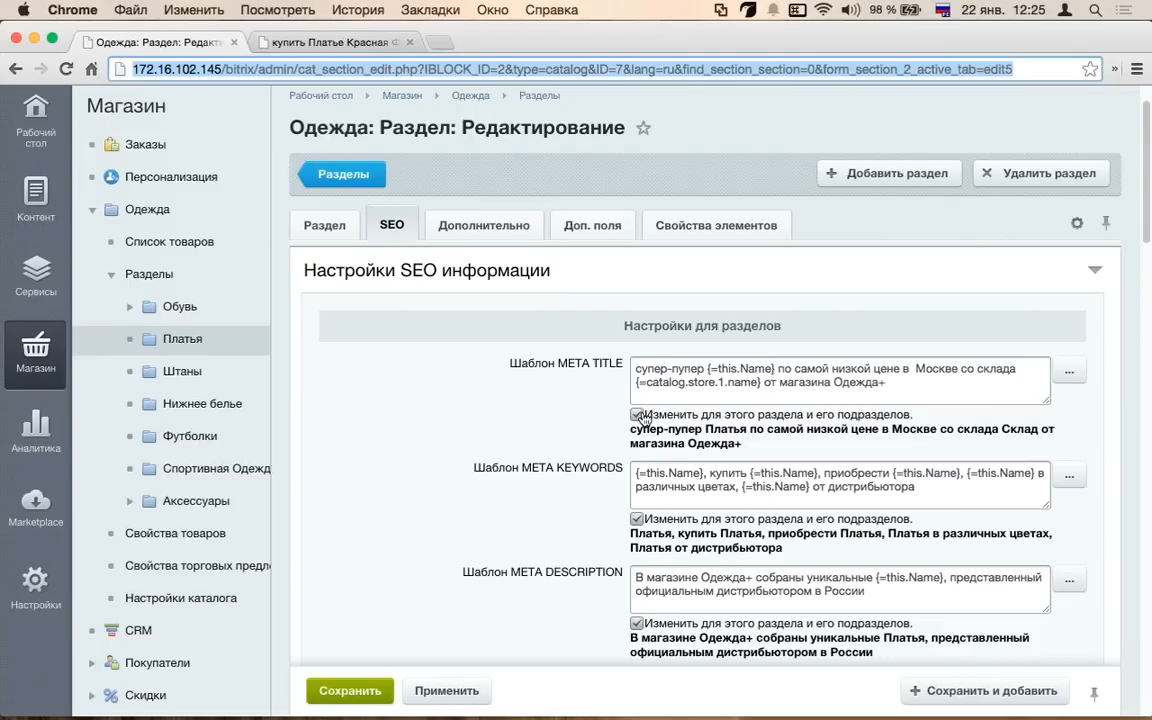 Chrome Файл Изменить Посмотреть История Закладки Окно Справка 98 % 22 янв. 12:25
Одежда: Раздел: Редакти купить Платье Красная Ф
172.16.102.145/bitrix/admin/cat_section_edit.php?IBLOCK_ID=2&type=catalog&ID=7&lang=ru&find_section_section=0&form_section_2_active_tab=edit5 »
Рабочий стол
Контент
Сервисы
Магазин
Аналитика
Marketplace
Настройки
Магазин
Заказы
Персонализация
Одежда
Список товаров
Разделы
Обувь
Платья
Штаны
Нижнее белье
Футболки
Спортивная Одежд
Аксессуары
Свойства товаров
Свойства торговых предло
Настройки каталога
CRM
Покупатели
Скидки
Рабочий стол Магазин Одежда Разделы
Одежда: Раздел: Редактирование
Разделы + Добавить раздел × Удалить раздел
Раздел SEO Дополнительно Доп. поля Свойства элементов
Настройки SEO информации
Настройки для разделов
Шаблон META TITLE
супер-пупер {=this.Name} по самой низкой цене в Москве со склада
{=catalog.store.1.name} от магазина Одежда+
...
Изменить для этого раздела и его подразделов.
супер-пупер Платья по самой низкой цене в Москве со склада Склад от
магазина Одежда+
Шаблон META KEYWORDS
{=this.Name}, купить {=this.Name}, приобрести {=this.Name}, {=this.Name} в
различных цветах, {=this.Name} от дистрибьютора
...
Изменить для этого раздела и его подразделов.
Платья, купить Платья, приобрести Платья, Платья в различных цветах,
Платья от дистрибьютора
Шаблон META DESCRIPTION
В магазине Одежда+ собраны уникальные {=this.Name}, представленный
официальным дистрибьютором в России
...
Изменить для этого раздела и его подразделов.
В магазине Одежда+ собраны уникальные Платья, представленный
официальным дистрибьютором в России
Сохранить Применить + Сохранить и добавить